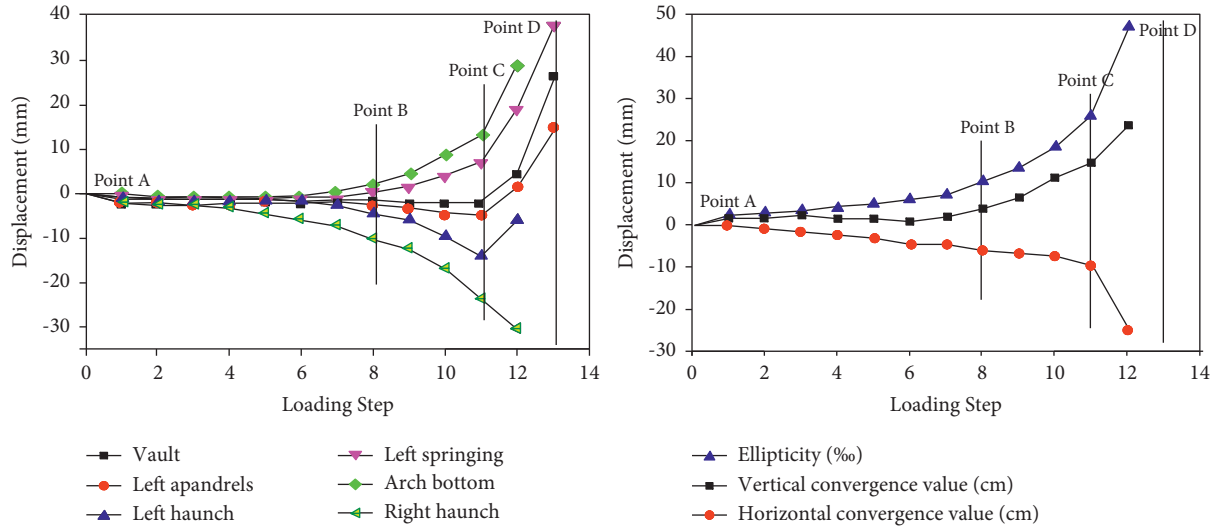 40
30
20
10
0
-10
-20
-30
Displacement (mm)
Point A
Point B
Point C
Point D
0
2
4
6
8
10
12
14
Loading Step
Vault
Left apandrels
Left haunch
Left springing
Arch bottom
Right haunch
50
40
30
20
10
0
-10
-20
-30
Displacement (mm)
Point A
Point B
Point C
Point D
0
2
4
6
8
10
12
14
Loading Step
Ellipticity (‰)
Vertical convergence value (cm)
Horizontal convergence value (cm)